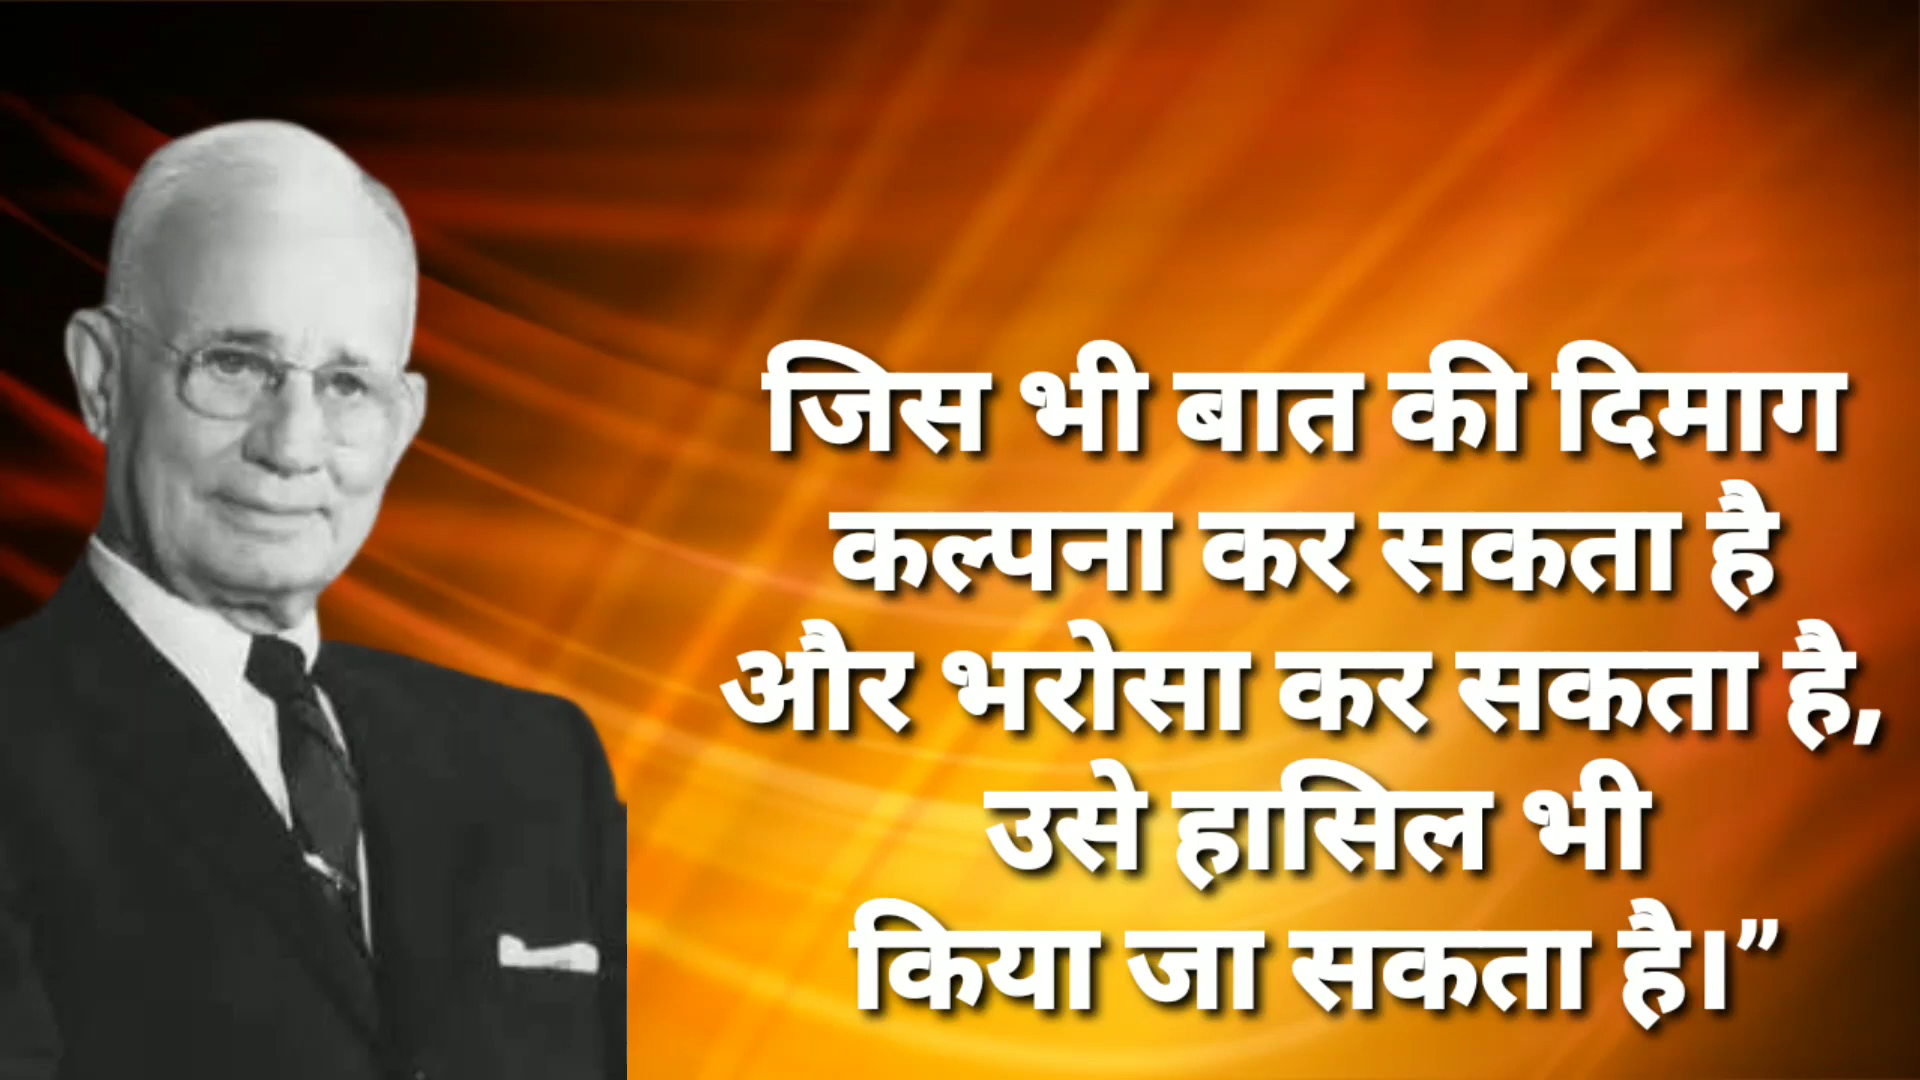 जिस भी बात की दिमाग
कल्पना कर सकता है
और भरोसा कर सकता है,
उसे हासिल भी
किया जा सकता है।”